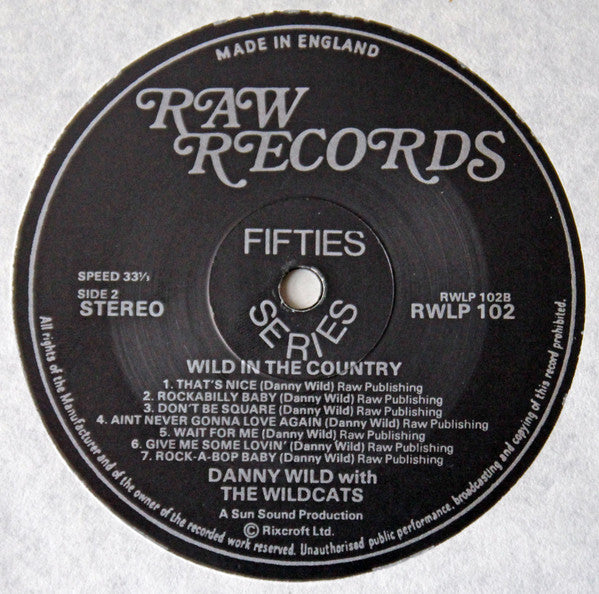 MADE IN ENGLAND
RAW
RECORDS
FIFTIES
SERIES
SPEED 33⅓
SIDE 2
STEREO
RWLP 102B
RWLP 102
WILD IN THE COUNTRY
1. THAT'S NICE (Danny Wild) Raw Publishing
2. ROCKABILLY BABY (Danny Wild) Raw Publishing
3. DON'T BE SQUARE (Danny Wild) Raw Publishing
4. AINT NEVER GONNA LOVE AGAIN (Danny Wild) Raw Publishing
5. WAIT FOR ME (Danny Wild) Raw Publishing
6. GIVE ME SOME LOVIN' (Danny Wild) Raw Publishing
7. ROCK-A-BOP BABY (Danny Wild) Raw Publishing
DANNY WILD with
THE WILDCATS
A Sun Sound Production
© Rixcroft Ltd.
All rights of the Manufacturer and of the owner of the recorded work reserved. Unauthorised public performance, broadcasting and copying of this record prohibited.